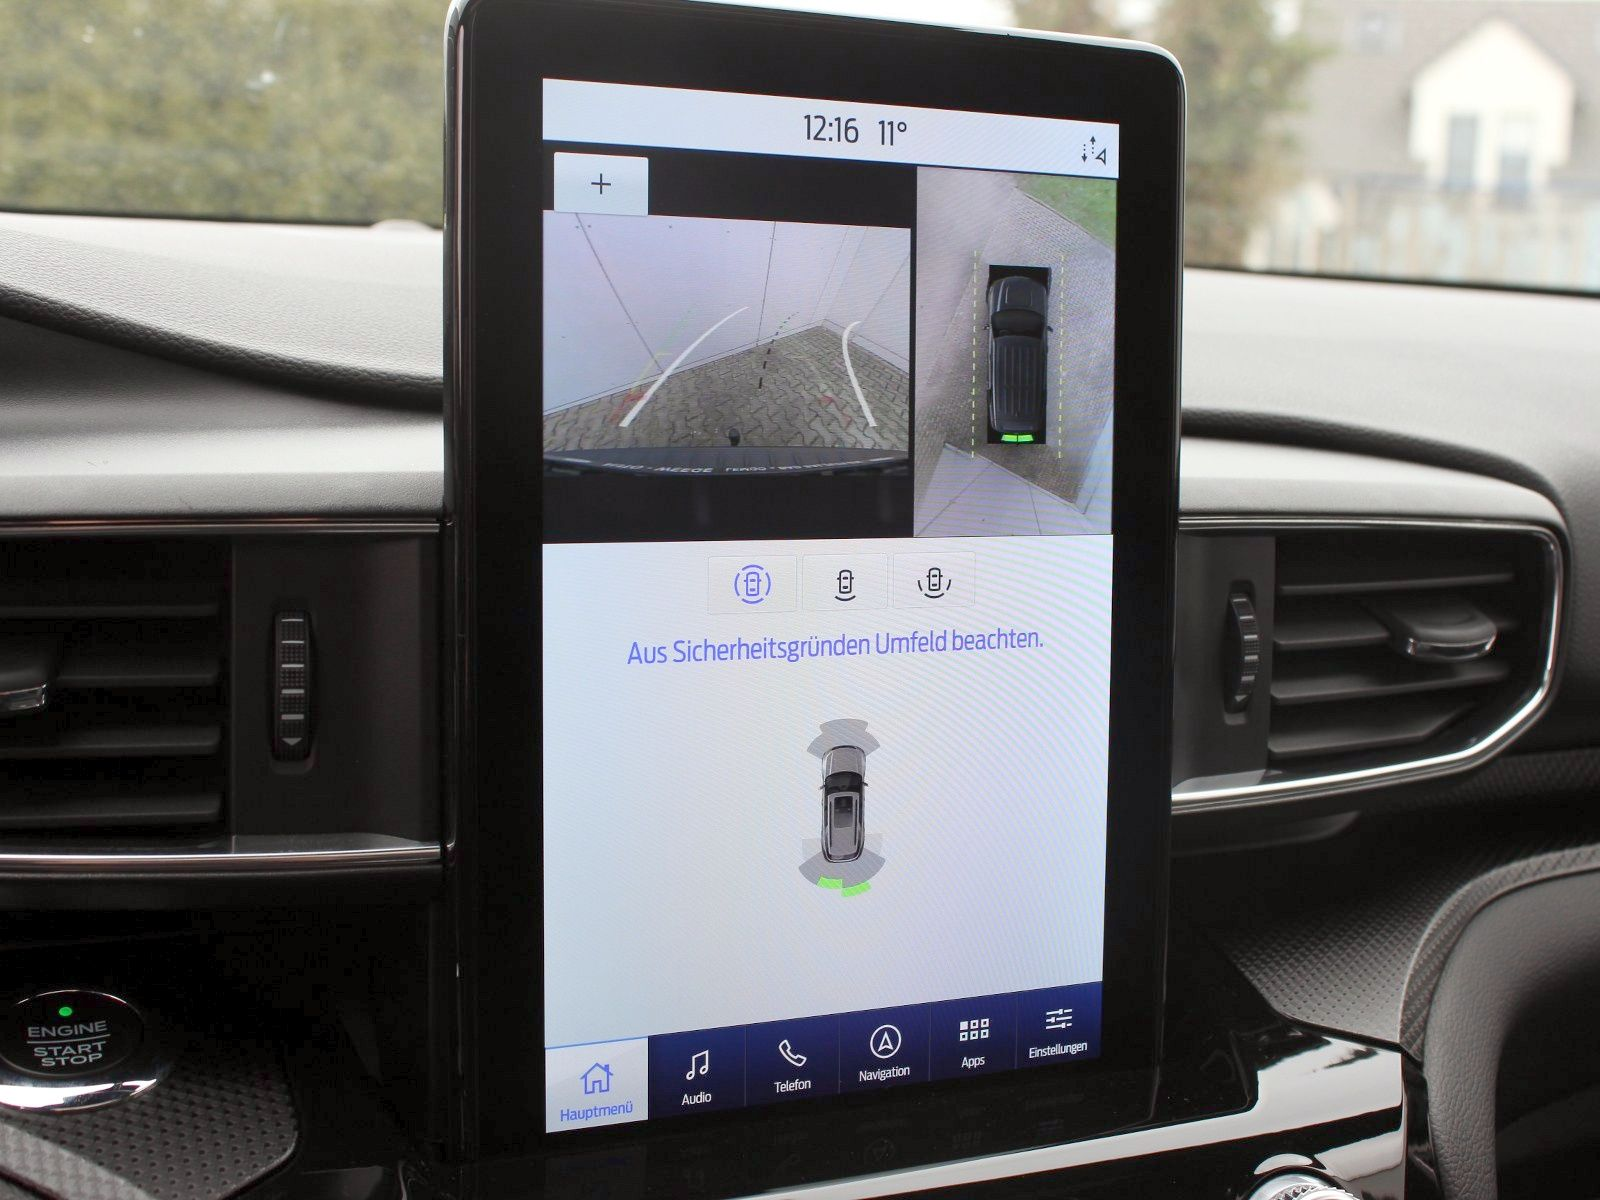 12:16 11°
+
Aus Sicherheitsgründen Umfeld beachten.
ENGINE
START
STOP
Hauptmenü
Audio
Telefon
Navigation
Apps
Einstellungen